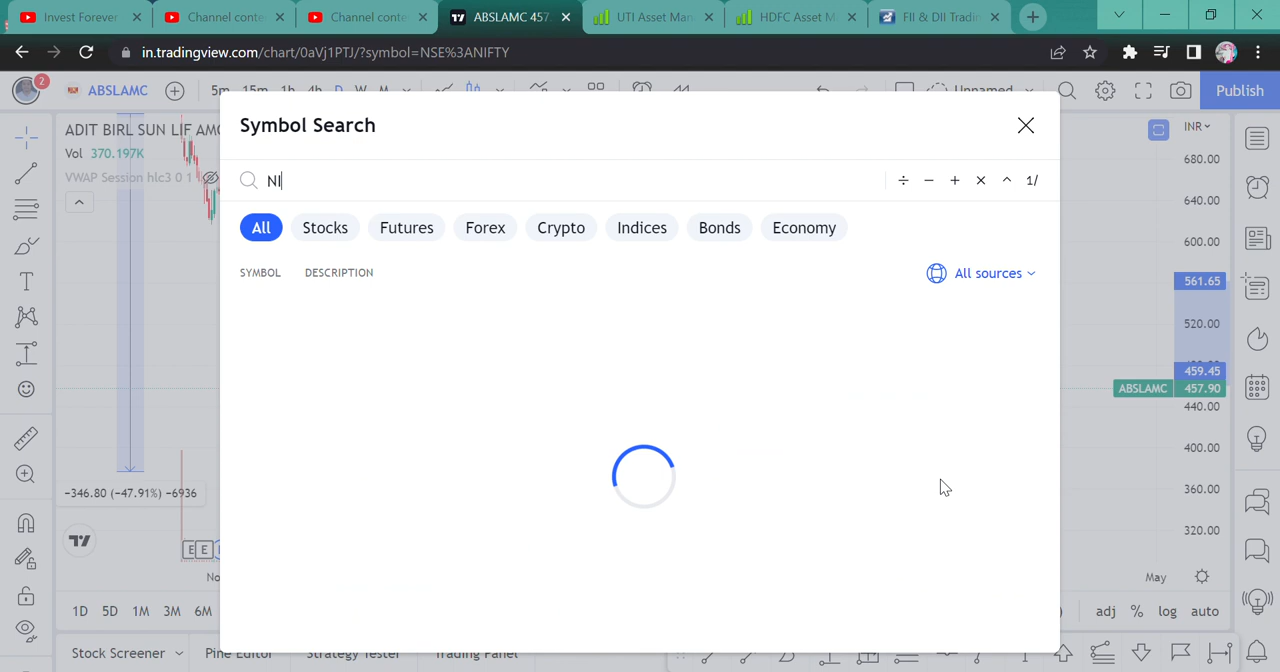 Invest Forever
Channel conte
Channel conte
ABSLAMC 457.
UTI Asset Man
HDFC Asset M
FII & DII Tradin
in.tradingview.com/chart/0aVj1PTJ/?symbol=NSE%3ANIFTY
2
ABSLAMC
5m 15m 1h 4h D W M
Unnamed
Publish
ADIT BIRL SUN LIF AMC
Vol 370.197K
VWAP Session hlc3 0 1
Symbol Search
NI
1/
All
Stocks
Futures
Forex
Crypto
Indices
Bonds
Economy
SYMBOL
DESCRIPTION
All sources
INR
680.00
640.00
600.00
561.65
520.00
459.45
ABSLAMC 457.90
440.00
400.00
360.00
320.00
−346.80 (−47.91%) −6936
E E
No
May
1D 5D 1M 3M 6M
adj % log auto
Stock Screener
Pine Editor
Strategy Tester
Trading Panel